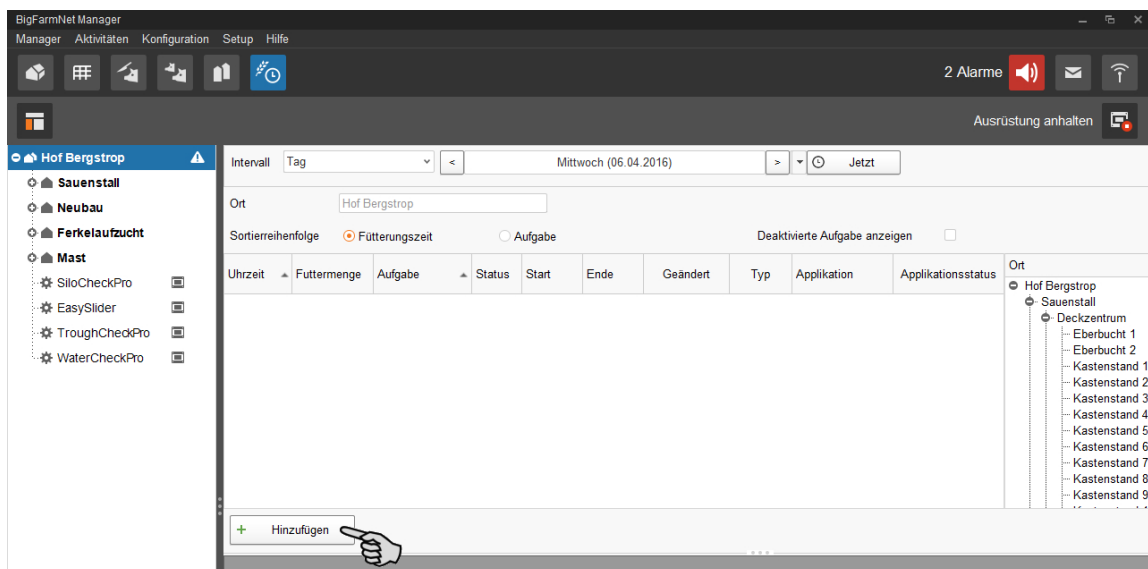 BigFarmNet Manager
Manager Aktivitäten Konfiguration Setup Hilfe
2 Alarme
Ausrüstung anhalten
Hof Bergstrop
Sauenstall
Neubau
Ferkelaufzucht
Mast
SiloCheckPro
EasySlider
TroughCheckPro
WaterCheckPro
Intervall Tag < Mittwoch (06.04.2016) > Jetzt
Ort Hof Bergstrop
Sortierreihenfolge Fütterungszeit Aufgabe Deaktivierte Aufgabe anzeigen
Uhrzeit Futtermenge Aufgabe Status Start Ende Geändert Typ Applikation Applikationsstatus
Ort
Hof Bergstrop
Sauenstall
Deckzentrum
Eberbucht 1
Eberbucht 2
Kastenstand 1
Kastenstand 2
Kastenstand 3
Kastenstand 4
Kastenstand 5
Kastenstand 6
Kastenstand 7
Kastenstand 8
Kastenstand 9
+ Hinzufügen